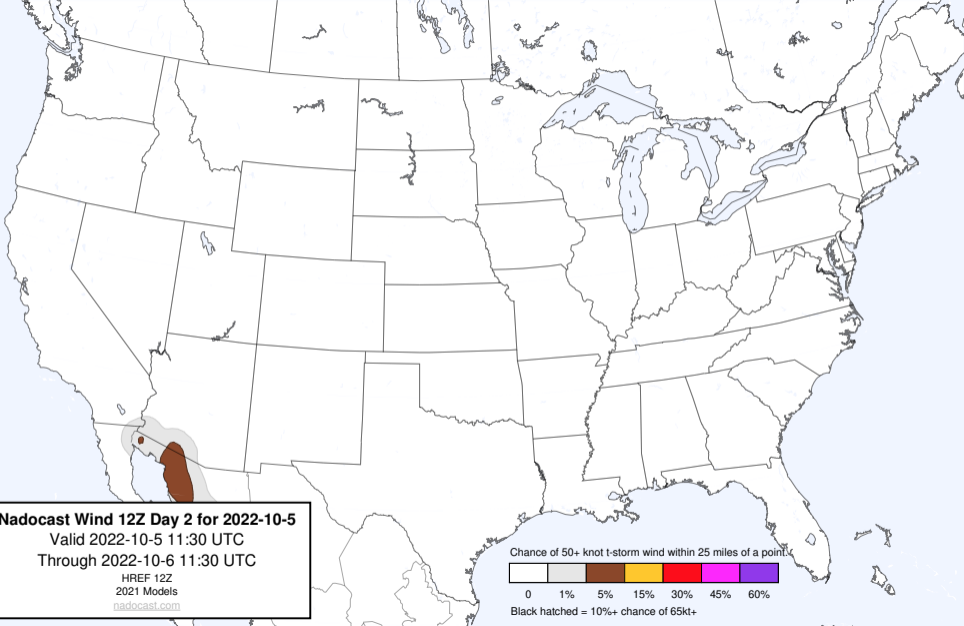 Nadocast Wind 12Z Day 2 for 2022-10-5
Valid 2022-10-5 11:30 UTC
Through 2022-10-6 11:30 UTC
HREF 12Z
2021 Models
nadocast.com
Chance of 50+ knot t-storm wind within 25 miles of a point.
0 1% 5% 15% 30% 45% 60%
Black hatched = 10%+ chance of 65kt+